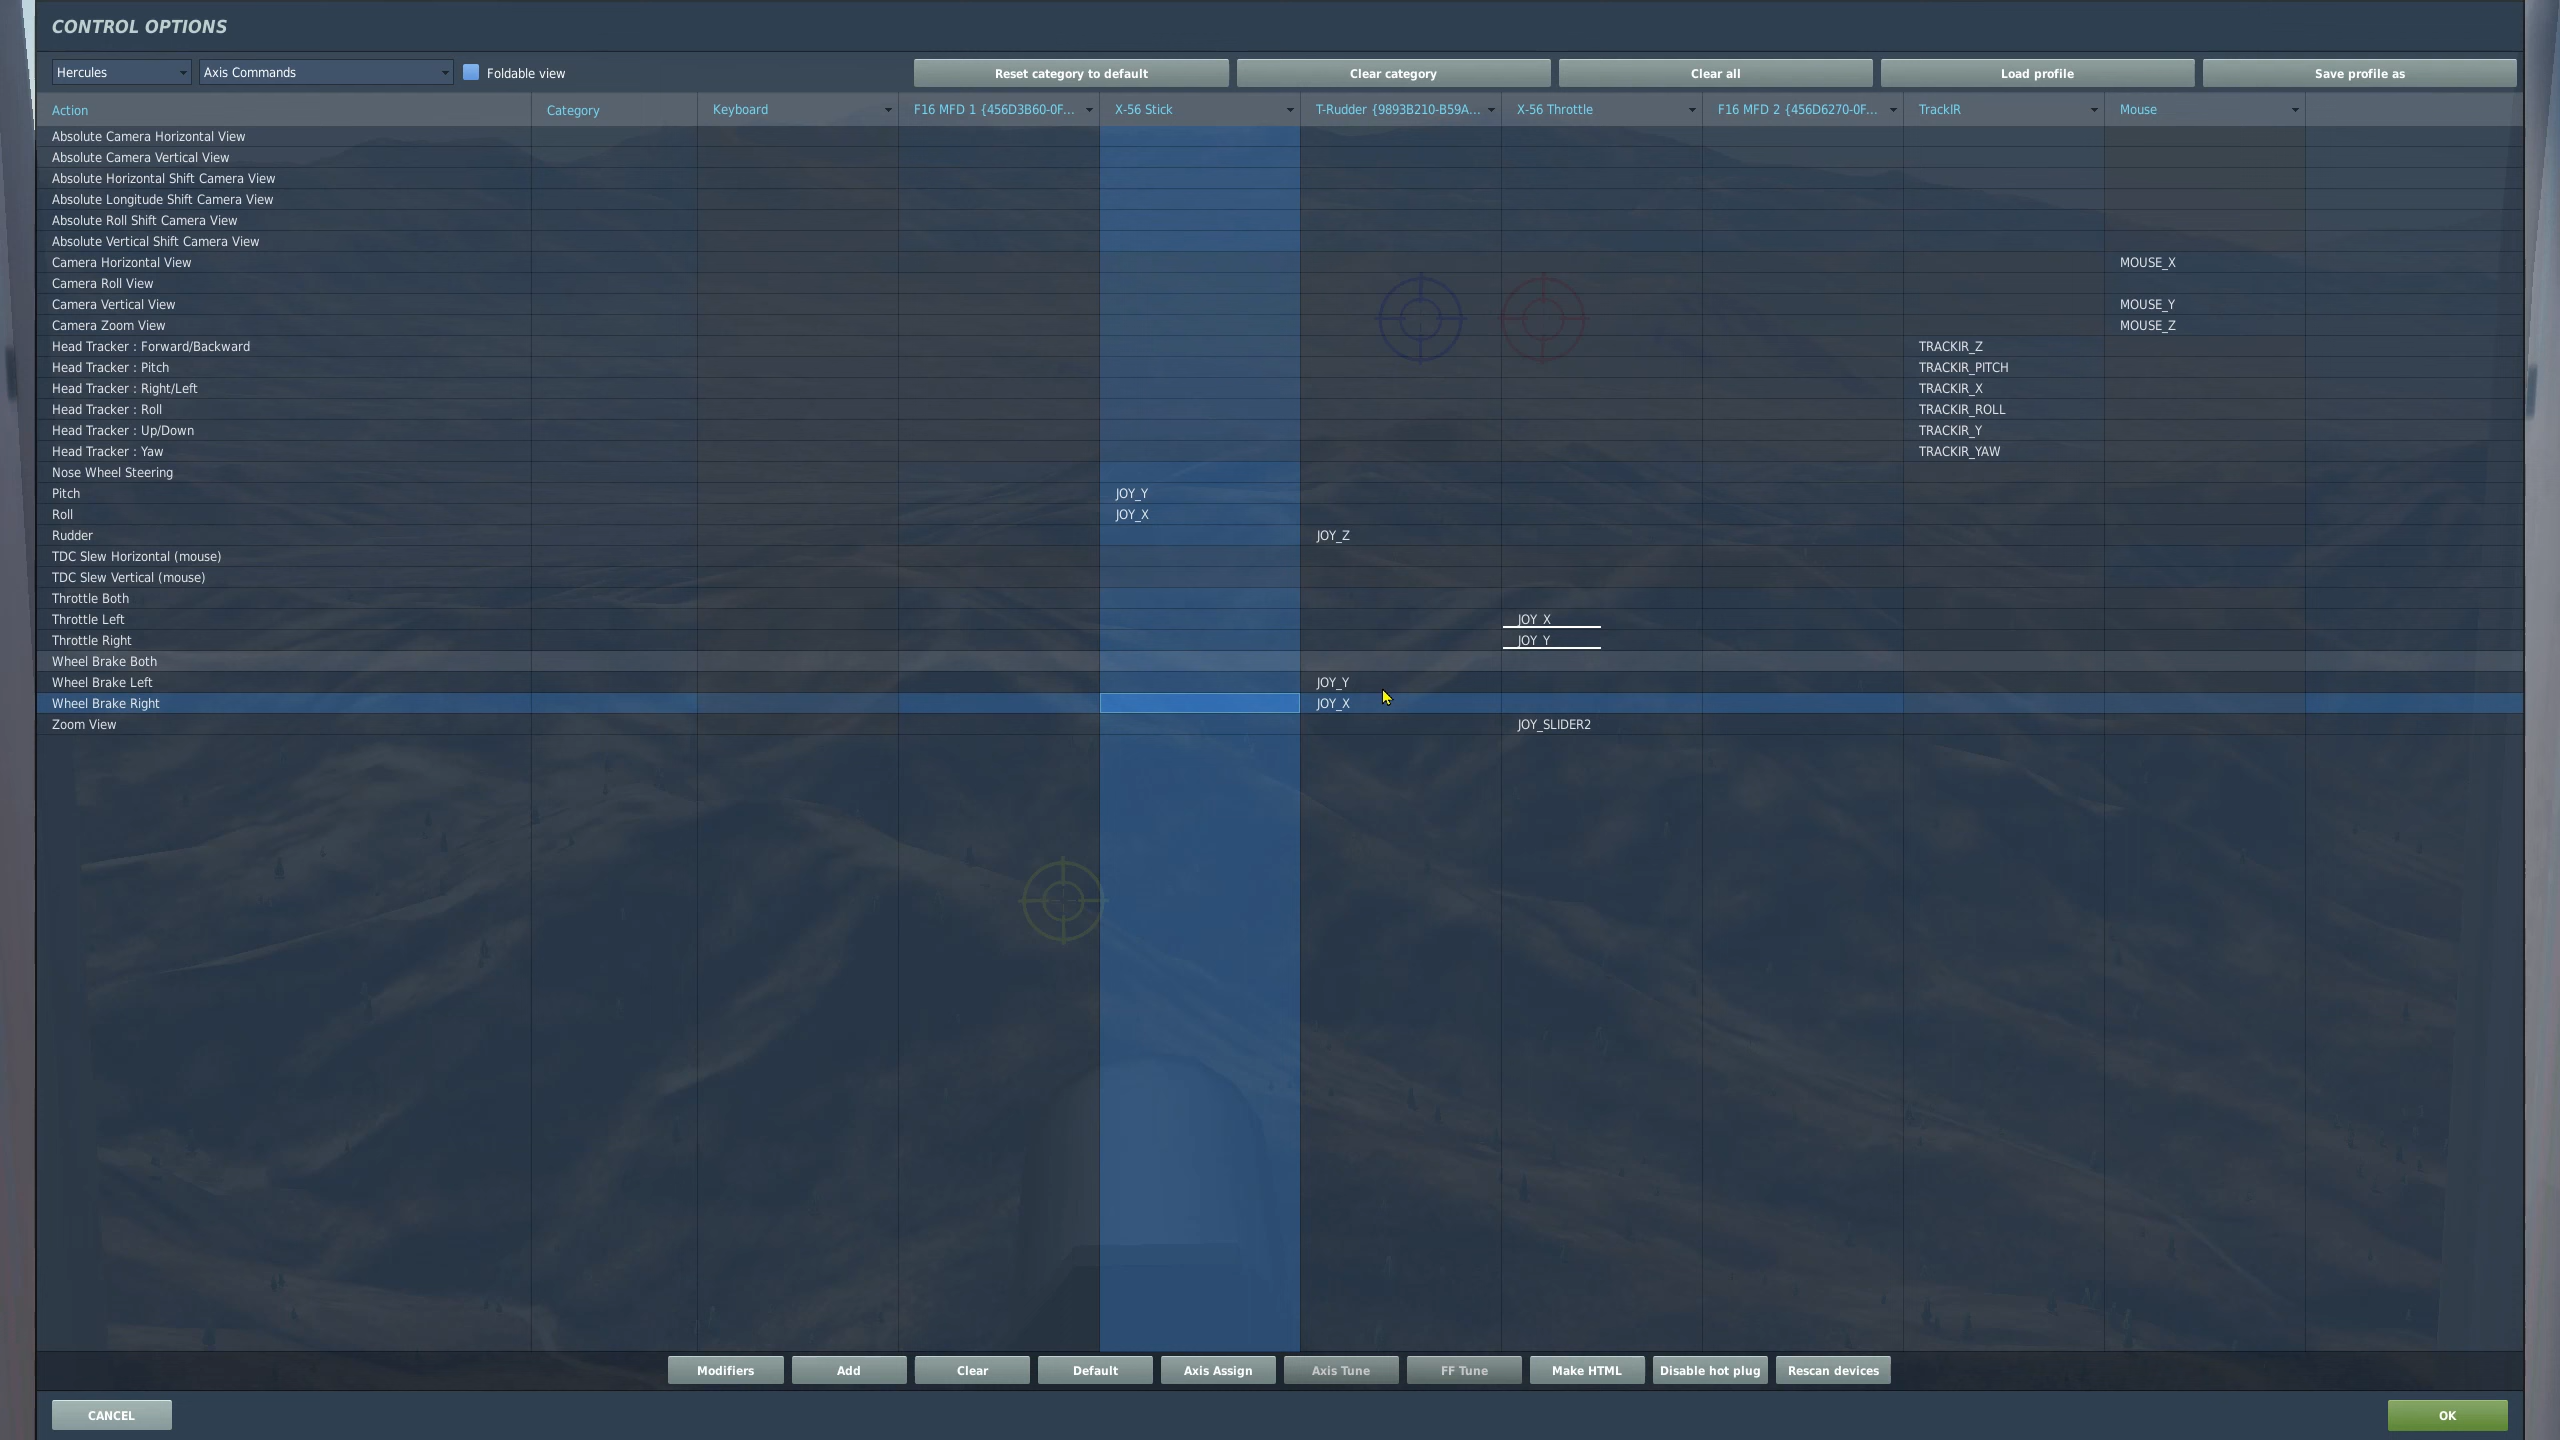 CONTROL OPTIONS
Hercules Axis Commands Foldable view Reset category to default Clear category Clear all Load profile Save profile as
Action Category Keyboard F16 MFD 1 {456D3B60-0F... X-56 Stick T-Rudder {9893B210-B59A... X-56 Throttle F16 MFD 2 {456D6270-0F... TrackIR Mouse
Absolute Camera Horizontal View
Absolute Camera Vertical View
Absolute Horizontal Shift Camera View
Absolute Longitude Shift Camera View
Absolute Roll Shift Camera View
Absolute Vertical Shift Camera View
Camera Horizontal View MOUSE_X
Camera Roll View
Camera Vertical View MOUSE_Y
Camera Zoom View MOUSE_Z
Head Tracker : Forward/Backward TRACKIR_Z
Head Tracker : Pitch TRACKIR_PITCH
Head Tracker : Right/Left TRACKIR_X
Head Tracker : Roll TRACKIR_ROLL
Head Tracker : Up/Down TRACKIR_Y
Head Tracker : Yaw TRACKIR_YAW
Nose Wheel Steering
Pitch JOY_Y
Roll JOY_X
Rudder JOY_Z
TDC Slew Horizontal (mouse)
TDC Slew Vertical (mouse)
Throttle Both
Throttle Left JOY_X
Throttle Right JOY_Y
Wheel Brake Both
Wheel Brake Left JOY_Y
Wheel Brake Right JOY_X
Zoom View JOY_SLIDER2
Modifiers Add Clear Default Axis Assign Axis Tune FF Tune Make HTML Disable hot plug Rescan devices
CANCEL OK